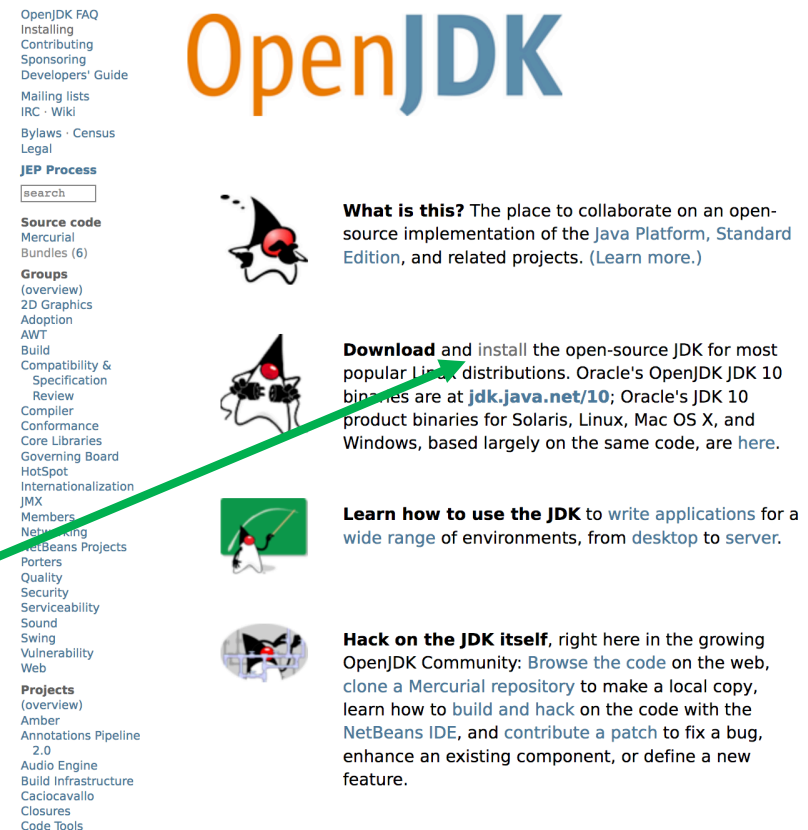 OpenJDK FAQ
Installing
Contributing
Sponsoring
Developers' Guide
Mailing lists
IRC · Wiki
Bylaws · Census
Legal
JEP Process
search
Source code
Mercurial
Bundles (6)
Groups
(overview)
2D Graphics
Adoption
AWT
Build
Compatibility &
Specification
Review
Compiler
Conformance
Core Libraries
Governing Board
HotSpot
Internationalization
JMX
Members
Networking
NetBeans Projects
Porters
Quality
Security
Serviceability
Sound
Swing
Vulnerability
Web
Projects
(overview)
Amber
Annotations Pipeline
2.0
Audio Engine
Build Infrastructure
Caciocavallo
Closures
Code Tools
OpenJDK
What is this? The place to collaborate on an open-
source implementation of the Java Platform, Standard
Edition, and related projects. (Learn more.)
Download and install the open-source JDK for most
popular Linux distributions. Oracle's OpenJDK JDK 10
binaries are at jdk.java.net/10; Oracle's JDK 10
product binaries for Solaris, Linux, Mac OS X, and
Windows, based largely on the same code, are here.
Learn how to use the JDK to write applications for a
wide range of environments, from desktop to server.
Hack on the JDK itself, right here in the growing
OpenJDK Community: Browse the code on the web,
clone a Mercurial repository to make a local copy,
learn how to build and hack on the code with the
NetBeans IDE, and contribute a patch to fix a bug,
enhance an existing component, or define a new
feature.